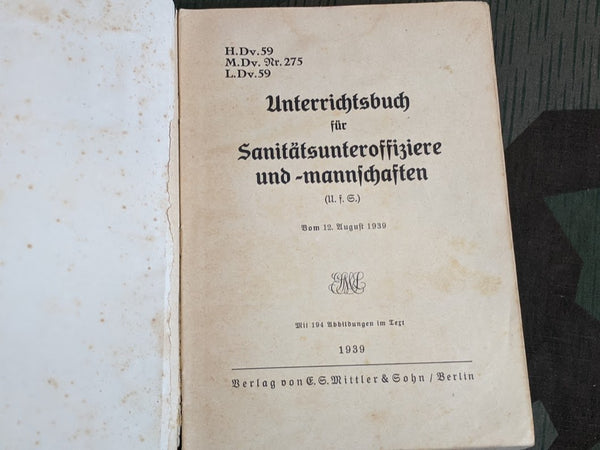 H.Dv.59
M.Dv. Nr. 275
L.Dv.59
Unterrichtsbuch
für
Sanitätsunteroffiziere
und -mannschaften
(U. f. S.)
Vom 12. August 1939
Mit 194 Abbildungen im Text
1939
Verlag von E. S. Mittler & Sohn / Berlin